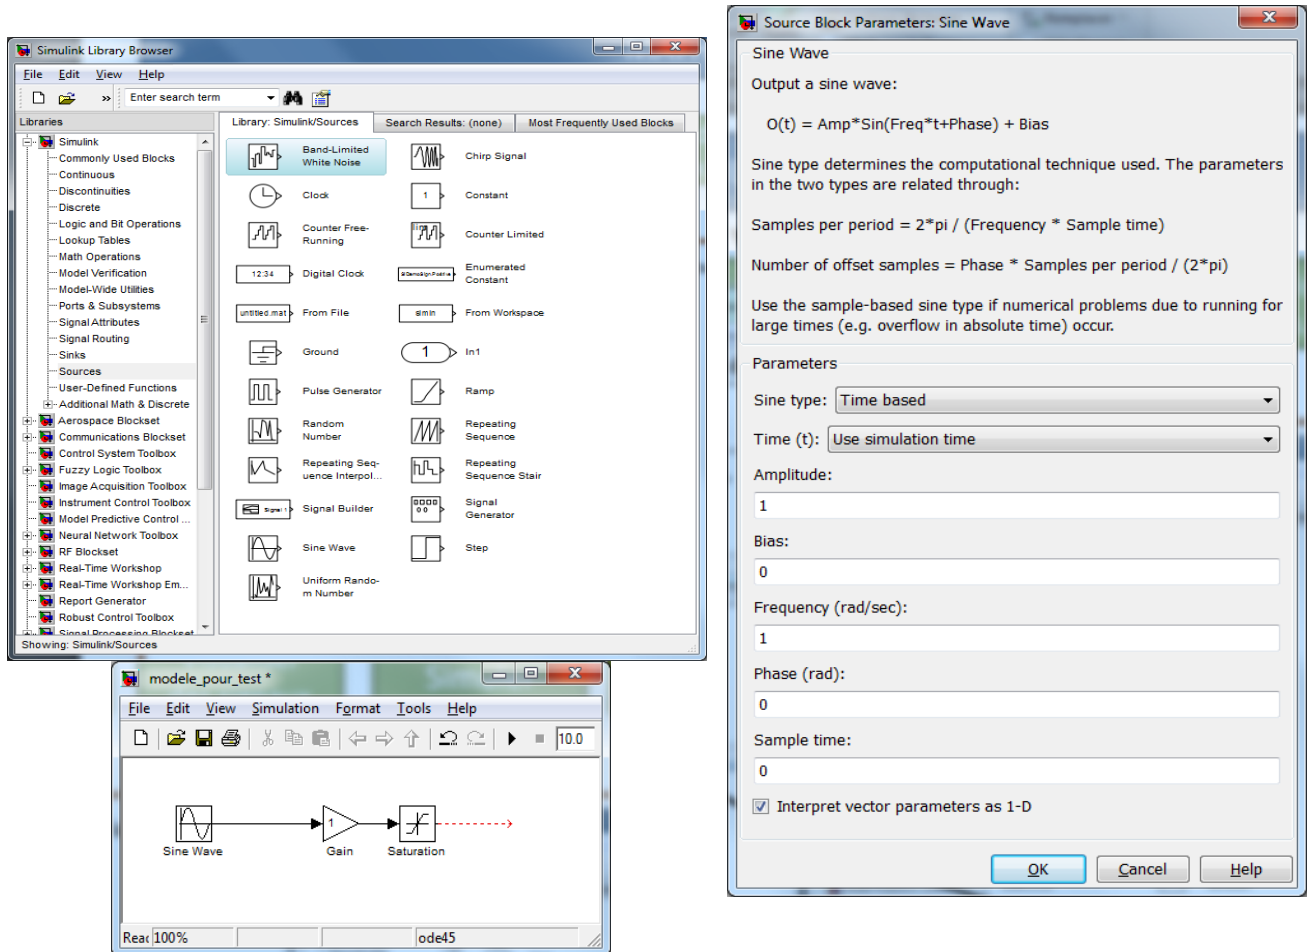 Simulink Library Browser
File Edit View Help
» Enter search term
Libraries
Simulink
Commonly Used Blocks
Continuous
Discontinuities
Discrete
Logic and Bit Operations
Lookup Tables
Math Operations
Model Verification
Model-Wide Utilities
Ports & Subsystems
Signal Attributes
Signal Routing
Sinks
Sources
User-Defined Functions
Additional Math & Discrete
Aerospace Blockset
Communications Blockset
Control System Toolbox
Fuzzy Logic Toolbox
Image Acquisition Toolbox
Instrument Control Toolbox
Model Predictive Control ...
Neural Network Toolbox
RF Blockset
Real-Time Workshop
Real-Time Workshop Em...
Report Generator
Robust Control Toolbox
Signal Processing Blockset
Library: Simulink/Sources Search Results: (none) Most Frequently Used Blocks
Band-Limited
White Noise
Chirp Signal
Clock
1 Constant
Counter Free-
Running
lim Counter Limited
12:34 Digital Clock
Enumerated
Constant
untitled.mat From File
simin From Workspace
Ground
1 In1
Pulse Generator
Ramp
Random
Number
Repeating
Sequence
Repeating Seq-
uence Interpol...
Repeating
Sequence Stair
Signal 1 Signal Builder
Signal
Generator
Sine Wave
Step
Uniform Rando-
m Number
Showing: Simulink/Sources
modele_pour_test *
File Edit View Simulation Format Tools Help
10.0
1
Sine Wave Gain Saturation
Reac 100% ode45
Source Block Parameters: Sine Wave
Sine Wave
Output a sine wave:
O(t) = Amp*Sin(Freq*t+Phase) + Bias
Sine type determines the computational technique used. The parameters
in the two types are related through:
Samples per period = 2*pi / (Frequency * Sample time)
Number of offset samples = Phase * Samples per period / (2*pi)
Use the sample-based sine type if numerical problems due to running for
large times (e.g. overflow in absolute time) occur.
Parameters
Sine type: Time based
Time (t): Use simulation time
Amplitude:
1
Bias:
0
Frequency (rad/sec):
1
Phase (rad):
0
Sample time:
0
Interpret vector parameters as 1-D
OK Cancel Help